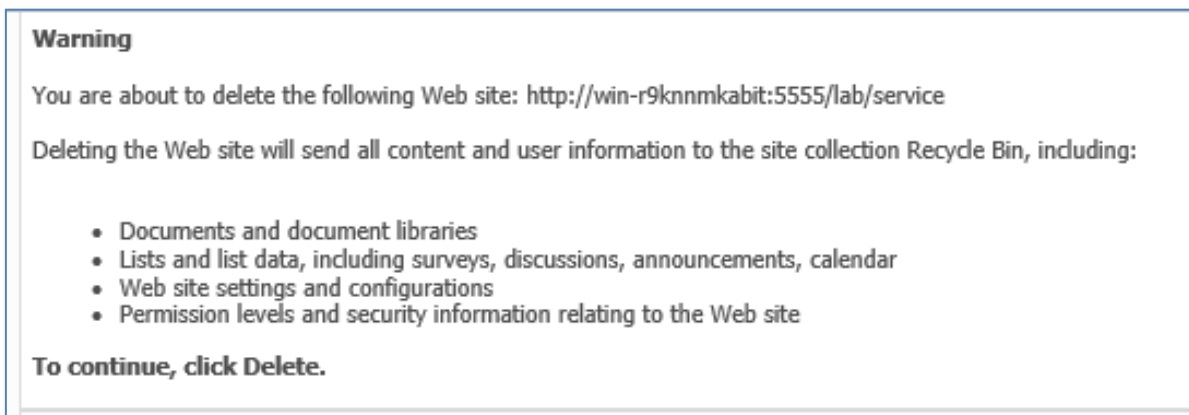 Warning
You are about to delete the following Web site: http://win-r9knnmkabit:5555/lab/service
Deleting the Web site will send all content and user information to the site collection Recycle Bin, including:
• Documents and document libraries
• Lists and list data, including surveys, discussions, announcements, calendar
• Web site settings and configurations
• Permission levels and security information relating to the Web site
To continue, click Delete.